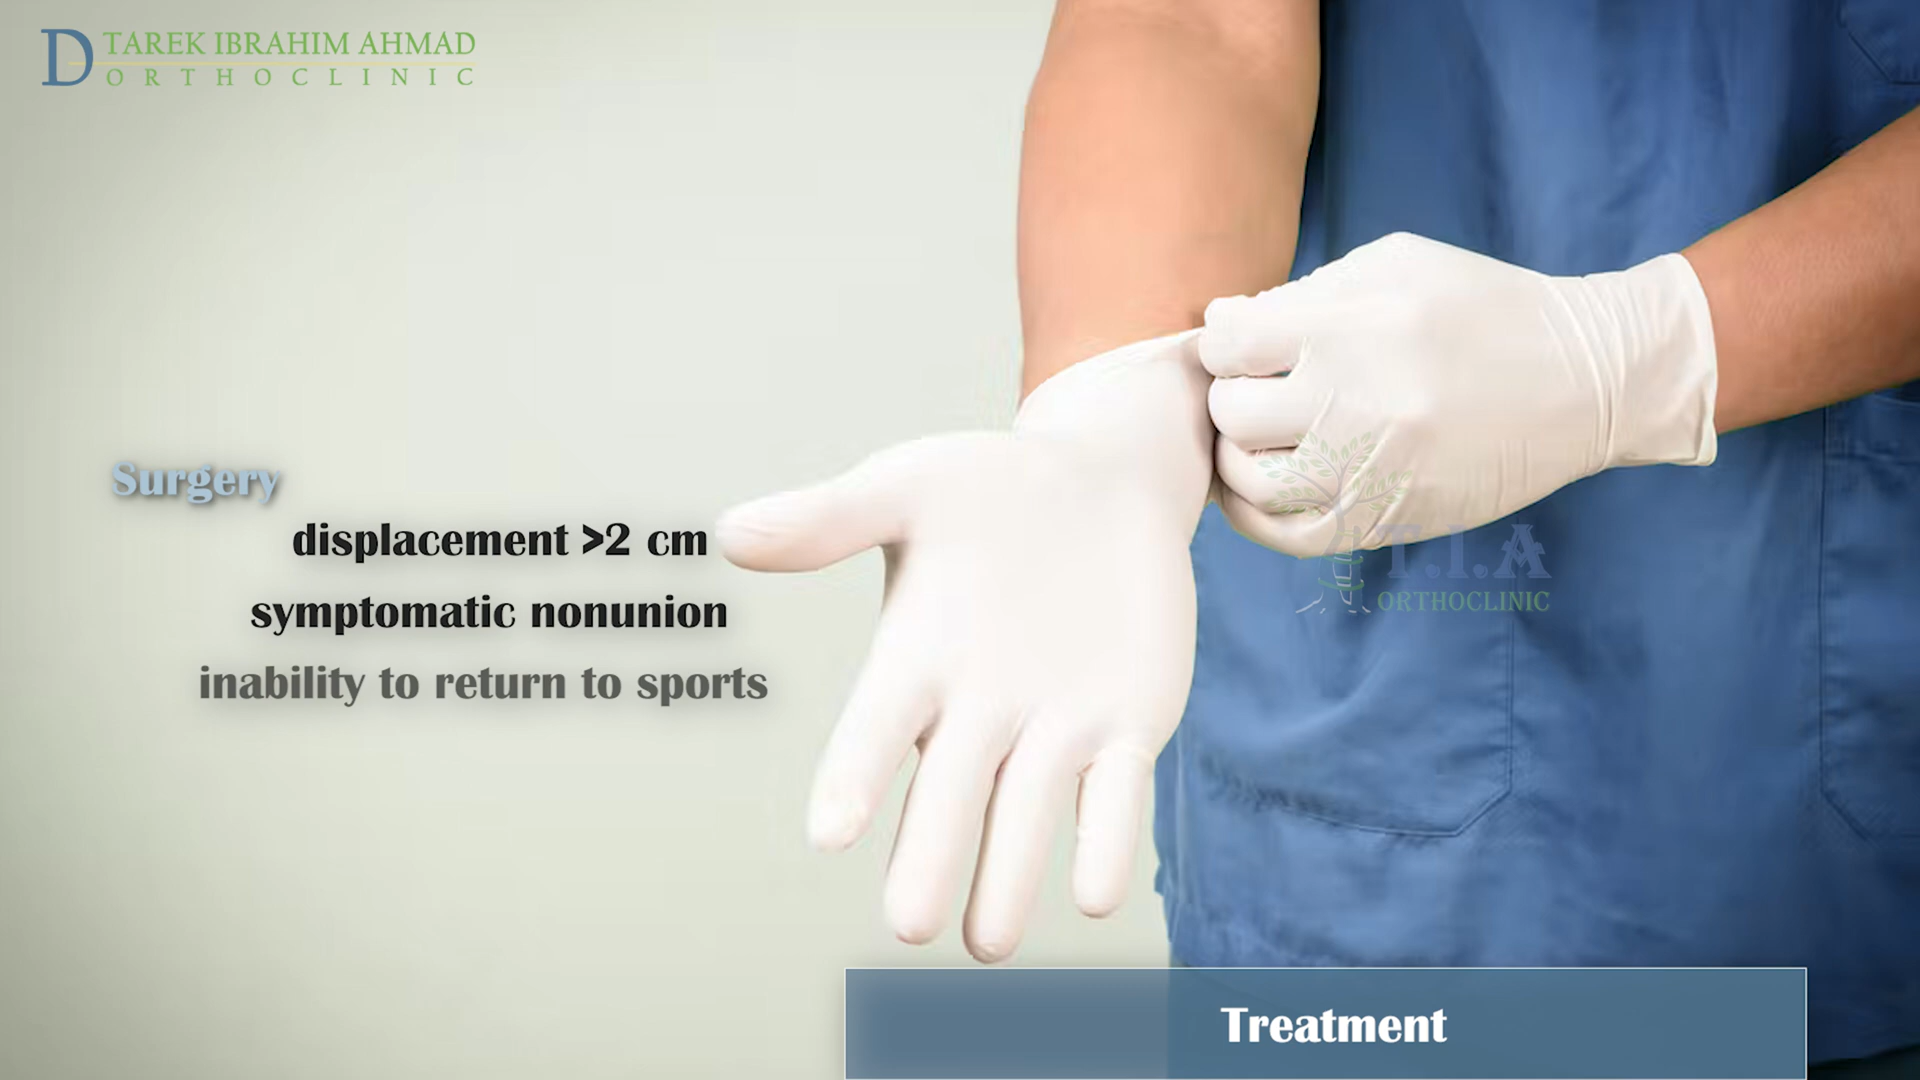 D TAREK IBRAHIM AHMAD
ORTHOCLINIC
Surgery
displacement >2 cm
symptomatic nonunion
inability to return to sports
T.I.A
ORTHOCLINIC
Treatment